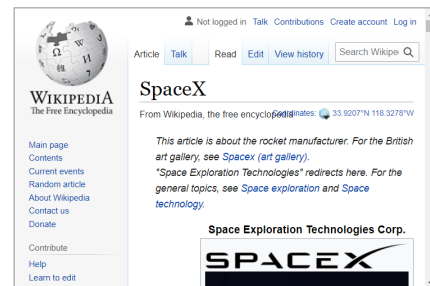 Not logged in Talk Contributions Create account Log in
Article Talk Read Edit View history Search Wikipe
WIKIPEDIA
The Free Encyclopedia
Main page
Contents
Current events
Random article
About Wikipedia
Contact us
Donate
Contribute
Help
Learn to edit
SpaceX
From Wikipedia, the free encyclopedia
Coordinates: 33.9207°N 118.3278°W
This article is about the rocket manufacturer. For the British
art gallery, see Spacex (art gallery).
"Space Exploration Technologies" redirects here. For the
general topics, see Space exploration and Space
technology.
Space Exploration Technologies Corp.
SPACEX